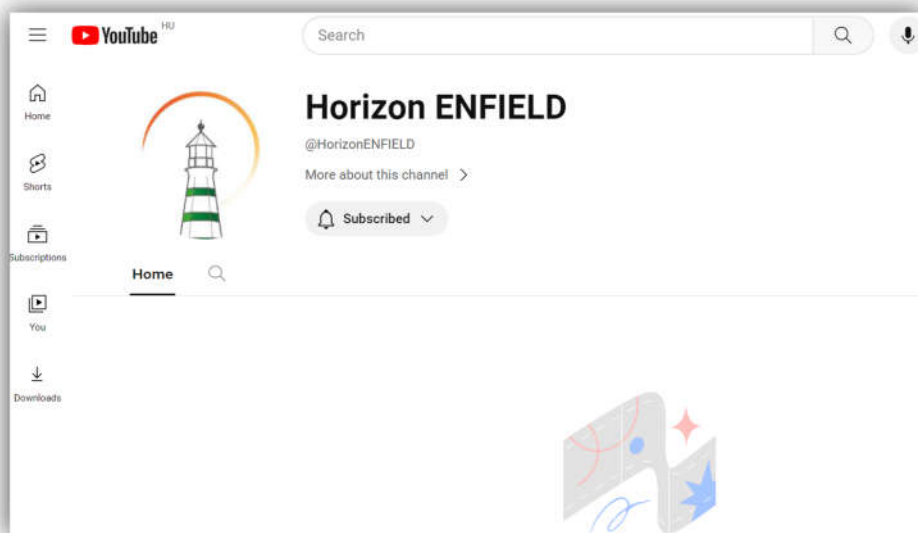 YouTube HU
Search
Home
Shorts
Subscriptions
You
Downloads
Horizon ENFIELD
@HorizonENFIELD
More about this channel
Subscribed
Home